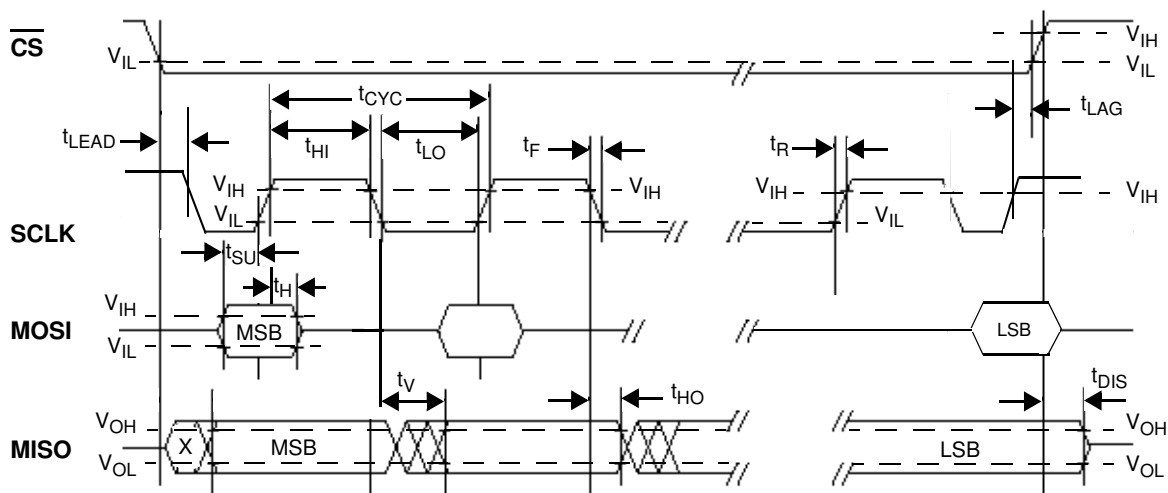 CS
VIL
VIH
VIL
tCYC
tLAG
tLEAD
tHI
tLO
tF
tR
VIH
VIH
VIH
VIH
VIL
VIL
SCLK
tSU
tH
VIH
MOSI
MSB
LSB
VIL
tV
tHO
tDIS
VOH
VOH
MISO
X
MSB
LSB
VOL
VOL